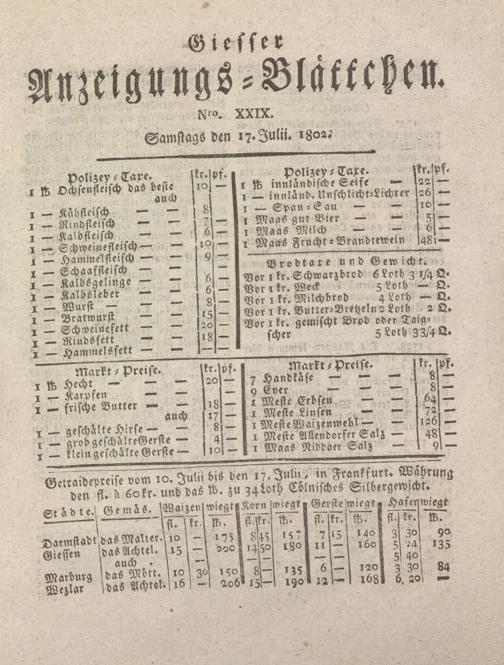 Giesser
Anzeigungs-Blättchen.
Nro. XXIX.
Samstags den 17. Julii. 1802.
Polizey-Taxe. kr. pf.
1 ℔ Ochsenfleisch das beste 10 —
auch
1 — Kühfleisch 8
1 — Rindfleisch 7 —
1 — Kalbfleisch 6 —
1 — Schweinefleisch — 10 —
1 — Hammelfleisch — 9 —
1 — Schaaffleisch —
1 — Kalbsgelinge — 6 —
1 — Kalbsleber — 6 —
1 — Wurst — — 8 —
1 — Bratwurst — 15 —
1 — Schweinefett — 20 —
1 — Rindsfett — 18 —
1 — Hammelsfett —
Polizey-Taxe. kr. pf.
1 ℔ innländische Seife — 22 —
1 — innländ. Unschlicht-Lichter 26 —
1 — Span-Sau — — 10 —
1 Maas gut Bier — — 5 —
1 Maas Milch — — 6 —
1 Maas Frucht-Brandtewein 48 —
Brodtaxe und Gewicht.
Vor 1 kr. Schwarzbrod 6 Loth 3 1/4 Q.
Vor 1 kr. Weck 5 Loth — Q.
Vor 1 kr. Milchbrod 4 Loth — Q.
Vor 1 kr. Butter-Bretzeln 2 Loth 2 Q.
Vor 1 kr. gemischt Brod oder Taig-
scher 5 Loth 3 3/4 Q.
Markt-Preise. kr. pf.
1 ℔ Hecht — — 20 —
1 — Karpfen — —
1 — frische Butter — — 18 —
auch 17 —
1 — geschälte Hirse — — 8 —
1 — grob geschälte Gerste — 4 —
1 — klein geschälte Gerste — 10 —
Markt-Preise. kr. pf.
7 Handkäse — — 8 —
9 Eyer — — — 8 —
1 Meste Erbsen — — 64 —
1 Meste Linsen — — 72 —
1 Meste Waizenmehl — — 126 —
1 Meste Allendorfer Salz — 48 —
1 Maas Niddaer Salz — 9 —
Getraidepreise vom 10. Julii bis den 17. Julii, in Frankfurt. Währung
den fl. à 60 kr. und das ℔. zu 34 Loth Cölnisches Silbergewicht.
Städte. Gemäs. Waizen wiegt Korn wiegt Gerste wiegt Hafer wiegt
fl. kr. ℔. fl. kr. ℔. fl. kr. ℔. fl. kr. ℔.
Darmstadt das Malter. 10 — 175 8 45 157 7 15 140 3 30 90
Giessen das Achtel. 15 — 200 14 50 180 11 — 160 5 24 135
auch — 5 40
Marburg das Mött. 10 30 150 8 — 135 6 — 120 3 30 84
Wezlar das Achtel. 16 — 206 15 — 190 12 — 168 6, 20 —